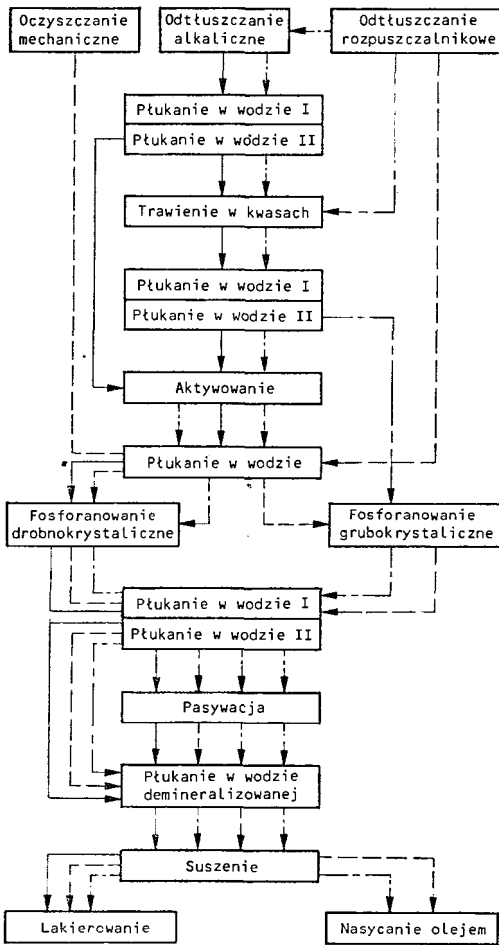 Oczyszczanie
mechaniczne
Odtłuszczanie
alkaliczne
Odtłuszczanie
rozpuszczalnikowe
Płukanie w wodzie I
Płukanie w wodzie II
Trawienie w kwasach
Płukanie w wodzie I
Płukanie w wodzie II
Aktywowanie
Płukanie w wodzie
Fosforanowanie
drobnokrystaliczne
Fosforanowanie
grubokrystaliczne
Płukanie w wodzie I
Płukanie w wodzie II
Pasywacja
Płukanie w wodzie
demineralizowanej
Suszenie
Lakierowanie
Nasycanie olejem